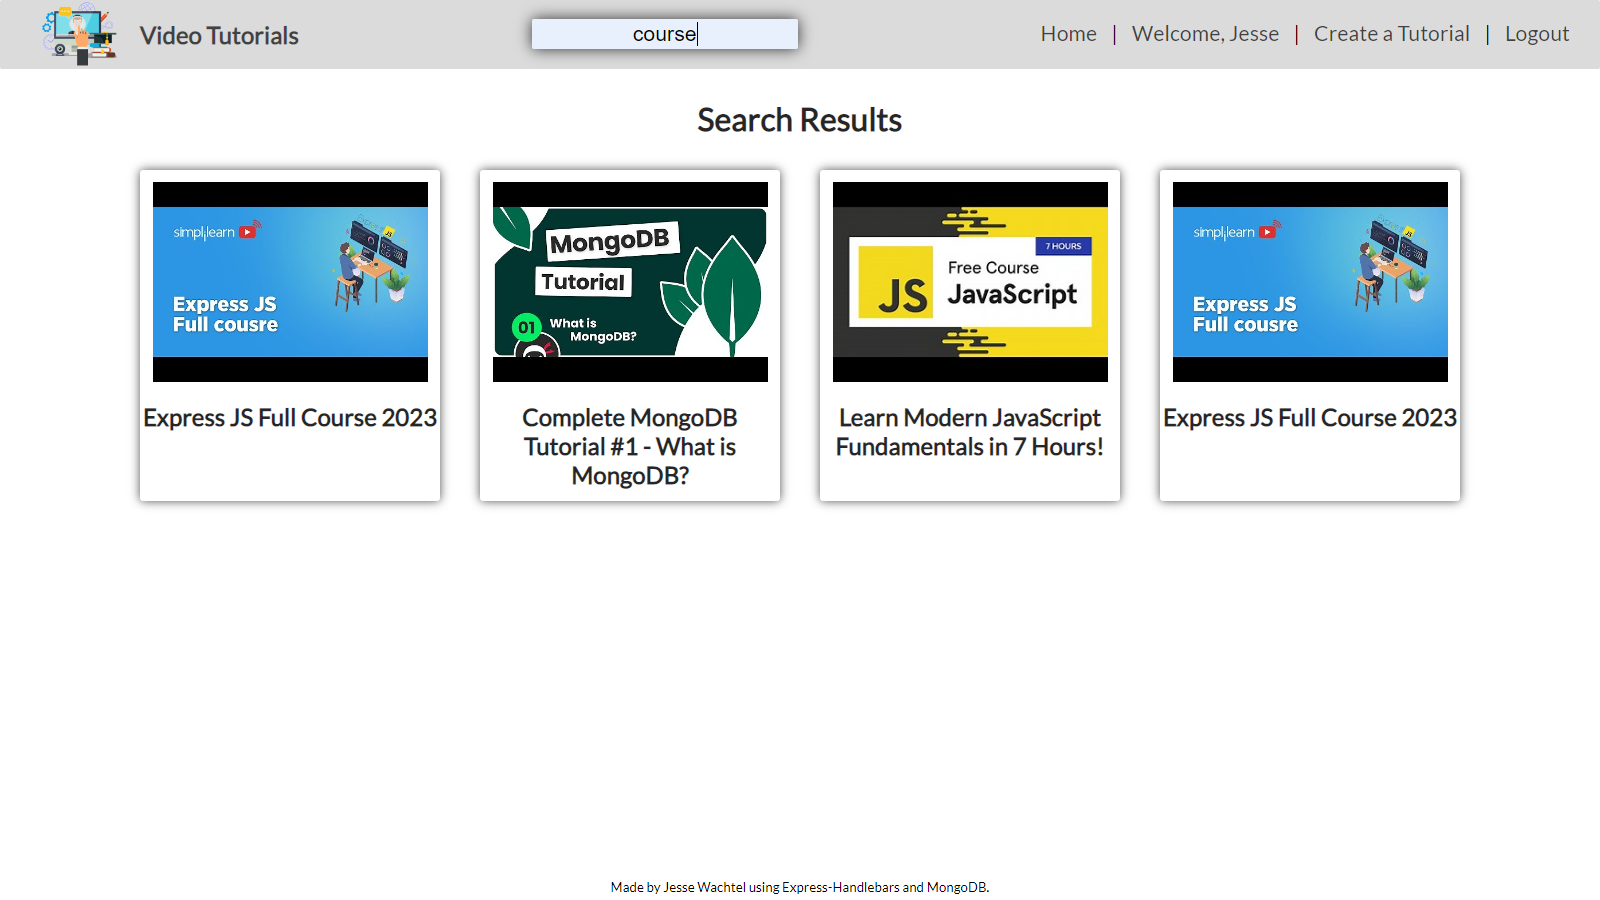 Video Tutorials
course
Home | Welcome, Jesse | Create a Tutorial | Logout
Search Results
simplilearn
Express JS
Full cousre
Express JS Full Course 2023
MongoDB
Tutorial
01
What is
MongoDB?
Complete MongoDB
Tutorial #1 - What is
MongoDB?
7 HOURS
JS
Free Course
JavaScript
Learn Modern JavaScript
Fundamentals in 7 Hours!
simplilearn
Express JS
Full cousre
Express JS Full Course 2023
Made by Jesse Wachtel using Express-Handlebars and MongoDB.